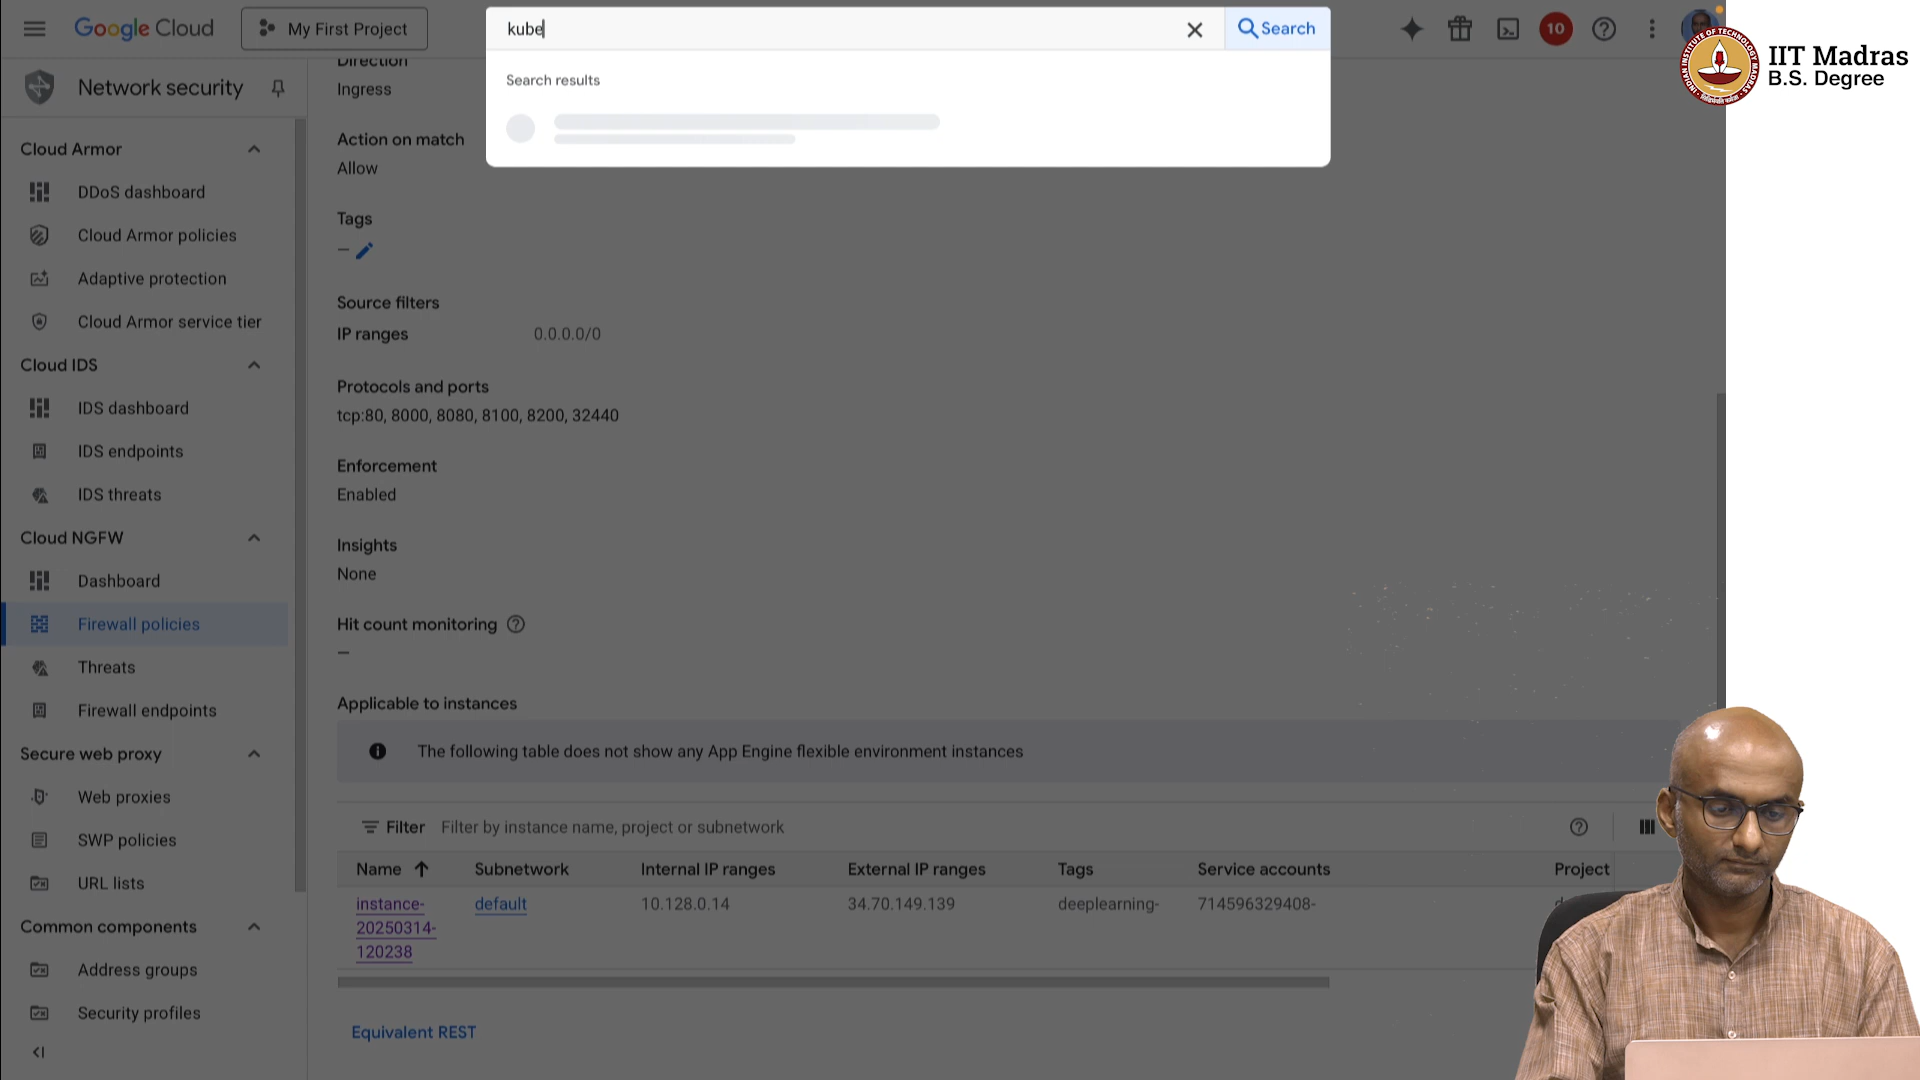 Google Cloud
My First Project
kube
Search
10
IIT Madras
B.S. Degree
INDIAN INSTITUTE OF TECHNOLOGY MADRAS
Network security
Cloud Armor
DDoS dashboard
Cloud Armor policies
Adaptive protection
Cloud Armor service tier
Cloud IDS
IDS dashboard
IDS endpoints
IDS threats
Cloud NGFW
Dashboard
Firewall policies
Threats
Firewall endpoints
Secure web proxy
Web proxies
SWP policies
URL lists
Common components
Address groups
Security profiles
Search results
Direction
Ingress
Action on match
Allow
Tags
—
Source filters
IP ranges 0.0.0.0/0
Protocols and ports
tcp:80, 8000, 8080, 8100, 8200, 32440
Enforcement
Enabled
Insights
None
Hit count monitoring
—
Applicable to instances
The following table does not show any App Engine flexible environment instances
Filter Filter by instance name, project or subnetwork
Name Subnetwork Internal IP ranges External IP ranges Tags Service accounts Project
instance- default 10.128.0.14 34.70.149.139 deeplearning- 714596329408-
20250314-
120238
Equivalent REST